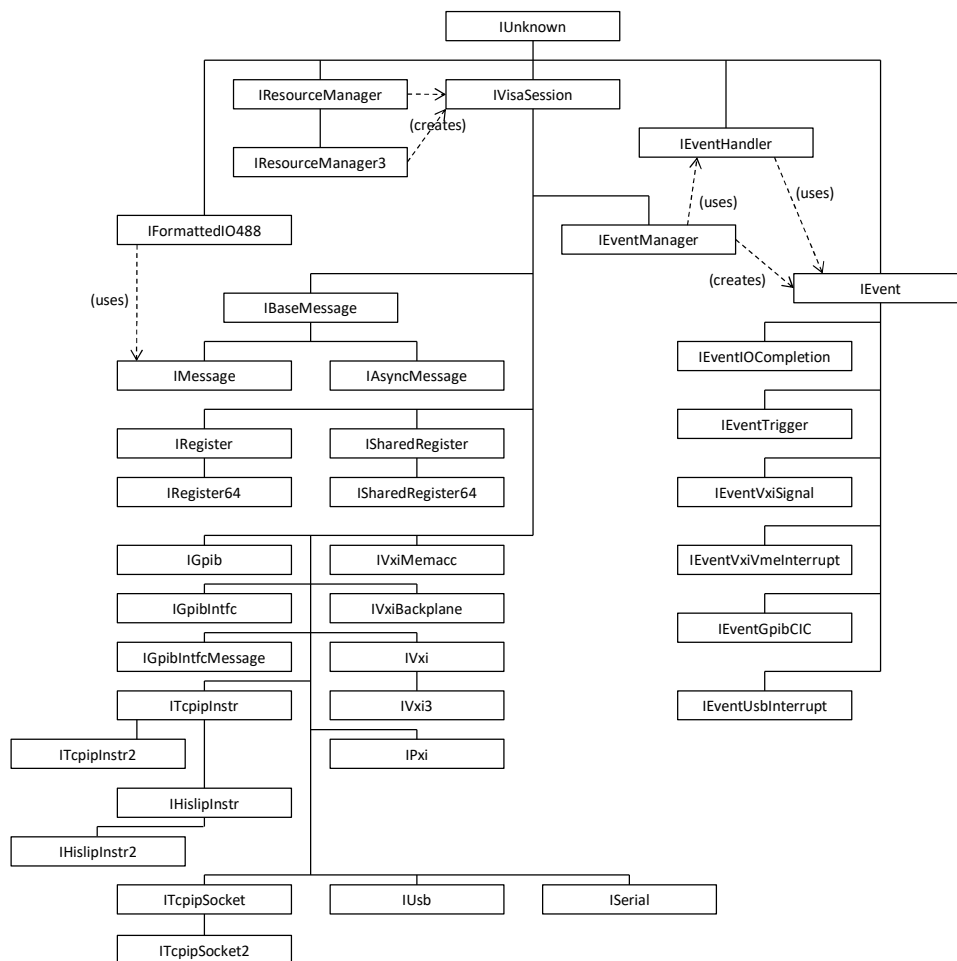 IUnknown
IResourceManager
IVisaSession
(creates)
IEventHandler
IResourceManager3
(uses)
(uses)
IFormattedIO488
IEventManager
(creates)
IEvent
(uses)
IBaseMessage
IEventIOCompletion
IMessage
IAsyncMessage
IEventTrigger
IRegister
ISharedRegister
IRegister64
ISharedRegister64
IEventVxiSignal
IGpib
IVxiMemacc
IEventVxiVmeInterrupt
IGpibIntfc
IVxiBackplane
IEventGpibCIC
IGpibIntfcMessage
IVxi
ITcpipInstr
IVxi3
IEventUsbInterrupt
ITcpipInstr2
IPxi
IHislipInstr
IHislipInstr2
ITcpipSocket
IUsb
ISerial
ITcpipSocket2